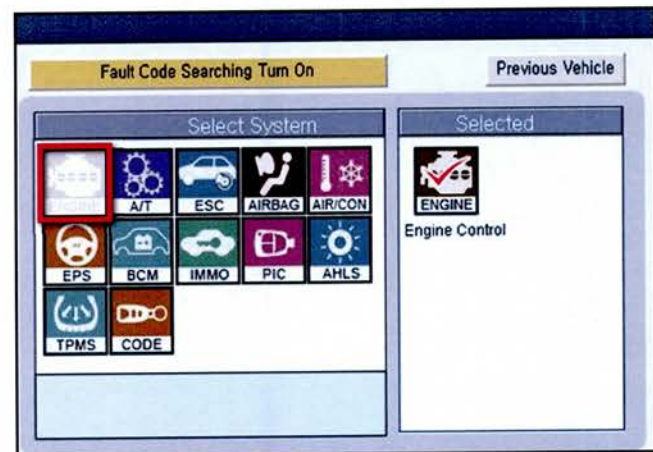 Fault Code Searching Turn On
Previous Vehicle
Select System
Selected
ENGINE
A/T
ESC
AIRBAG
AIR/CON
EPS
BCM
IMMO
PIC
AHLS
TPMS
CODE
ENGINE
Engine Control